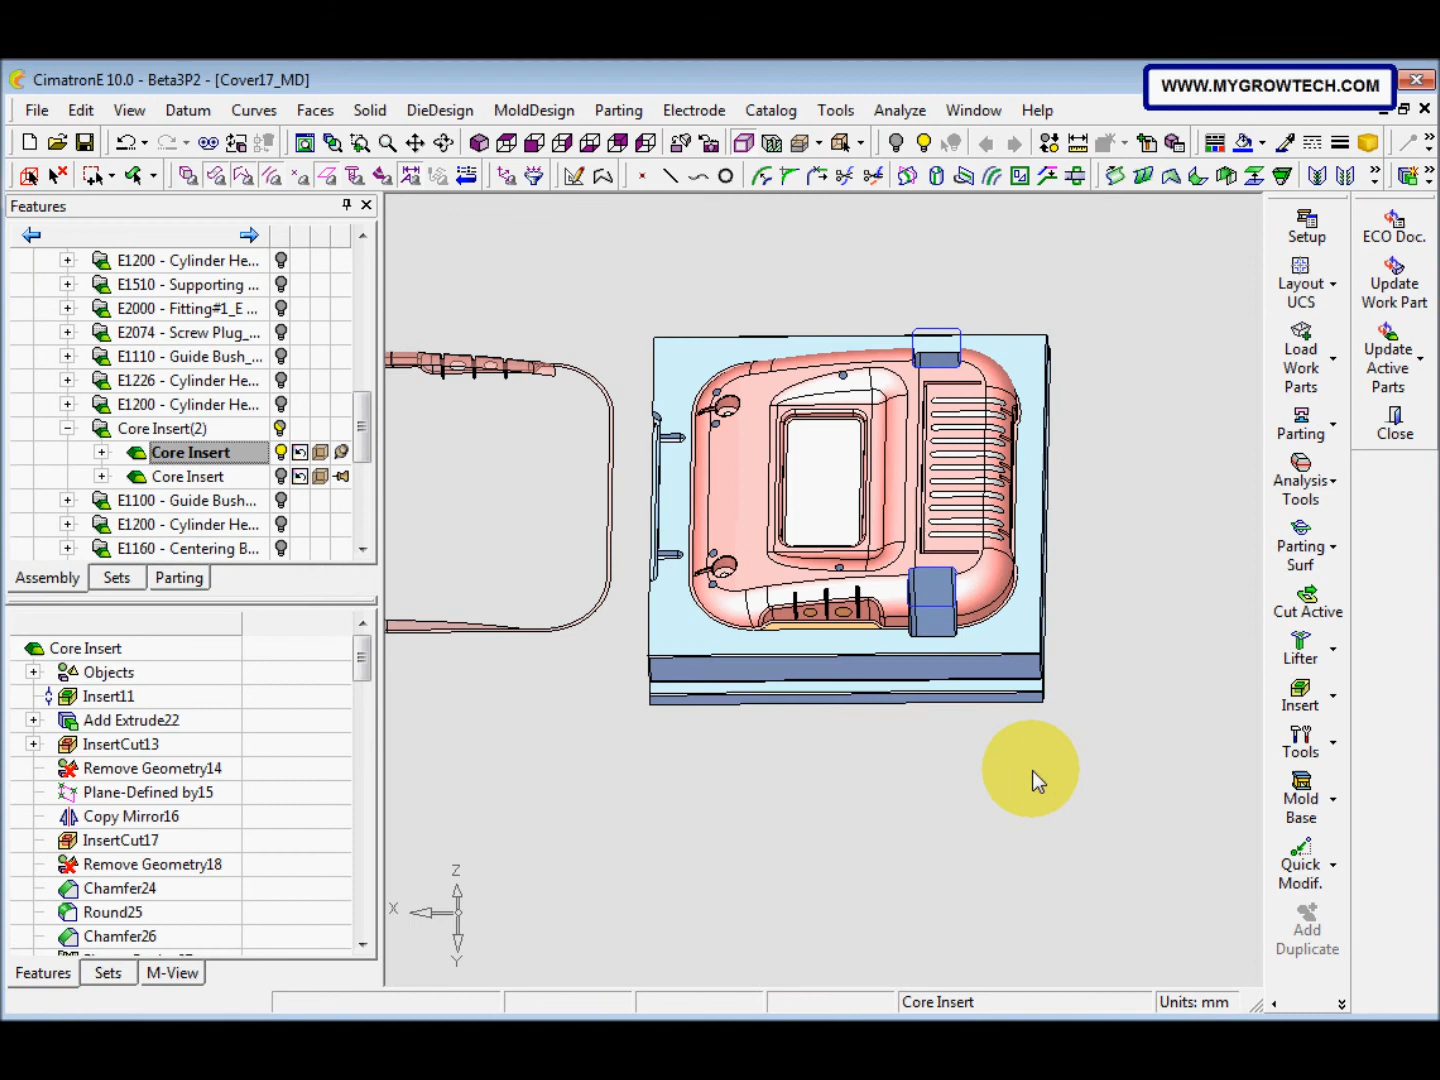 CimatronE 10.0 - Beta3P2 - [Cover17_MD]
WWW.MYGROWTECH.COM
File Edit View Datum Curves Faces Solid DieDesign MoldDesign Parting Electrode Catalog Tools Analyze Window Help
Features
E1200 - Cylinder He...
E1510 - Supporting ...
E2000 - Fitting#1_E ...
E2074 - Screw Plug_...
E1110 - Guide Bush_...
E1226 - Cylinder He...
E1200 - Cylinder He...
Core Insert(2)
Core Insert
Core Insert
E1100 - Guide Bush...
E1200 - Cylinder He...
E1160 - Centering B...
Assembly Sets Parting
Core Insert
Objects
Insert11
Add Extrude22
InsertCut13
Remove Geometry14
Plane-Defined by15
Copy Mirror16
InsertCut17
Remove Geometry18
Chamfer24
Round25
Chamfer26
Features Sets M-View
Z
X
Y
Setup
Layout
UCS
Load
Work
Parts
Parting
Analysis
Tools
Parting
Surf
Cut Active
Lifter
Insert
Tools
Mold
Base
Quick
Modif.
Add
Duplicate
ECO Doc.
Update
Work Part
Update
Active
Parts
Close
Core Insert
Units: mm